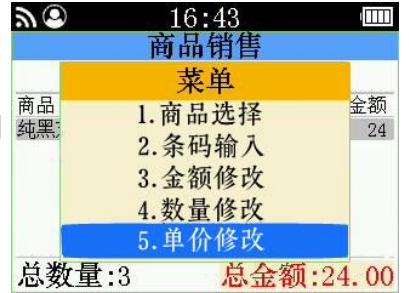 16:43
商品销售
菜单
商品 金额
1.商品选择
纯黑 24
2.条码输入
3.金额修改
4.数量修改
5.单价修改
总数量:3 总金额:24.00